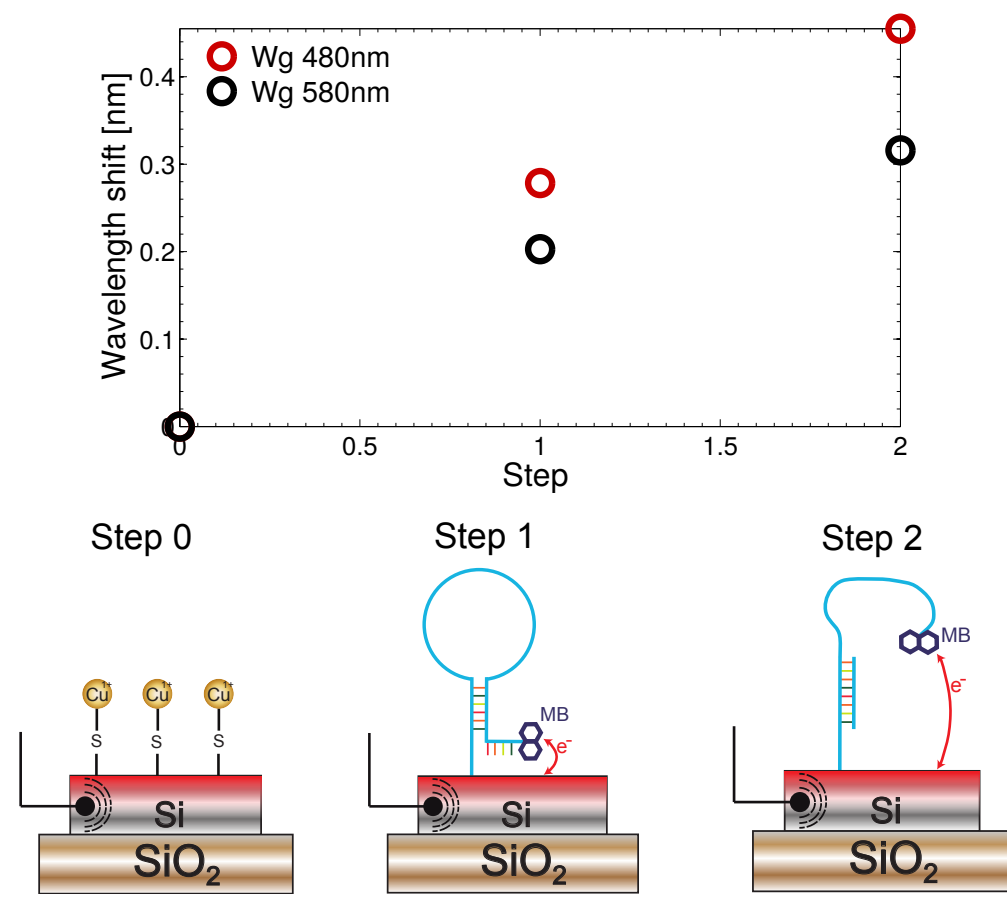 Wg 480nm
Wg 580nm
Wavelength shift [nm]
0.4
0.3
0.2
0.1
0
0 0.5 1 1.5 2
Step
Step 0 Step 1 Step 2
Cu1+ Cu1+ Cu1+
S S S
MB
e-
MB
e-
Si Si Si
SiO2 SiO2 SiO2